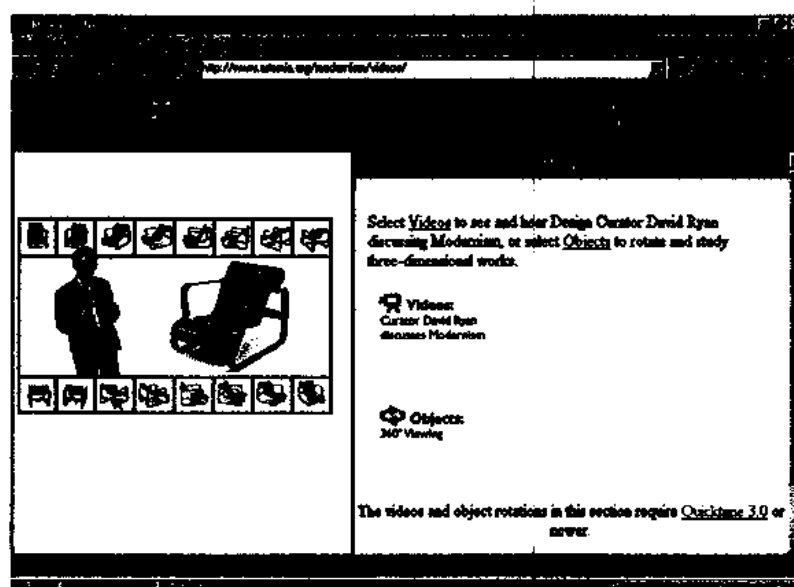 Select Videos to see and hear Design Curator David Ryan
discussing Modernism, or select Objects to rotate and study
three-dimensional works.
Videos:
Curator David Ryan
discusses Modernism
Objects:
360° Viewing
The videos and object rotations in this section require Quicktime 3.0 or
newer.